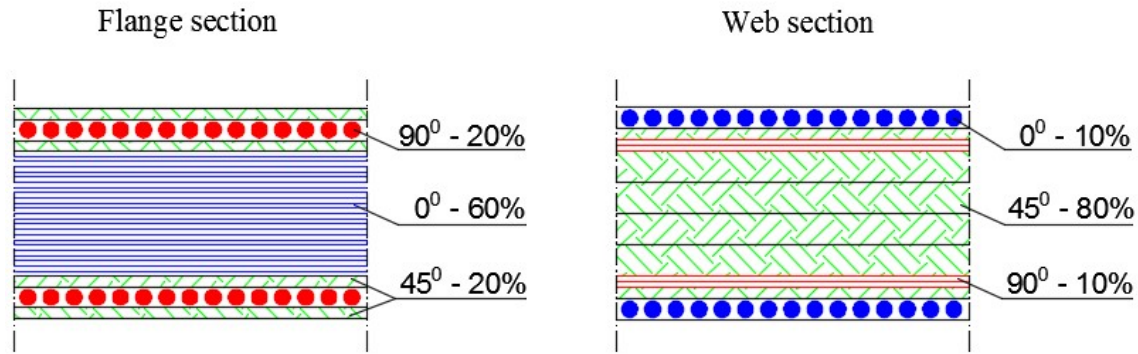 Flange section
90⁰ - 20%
0⁰ - 60%
45⁰ - 20%
Web section
0⁰ - 10%
45⁰ - 80%
90⁰ - 10%